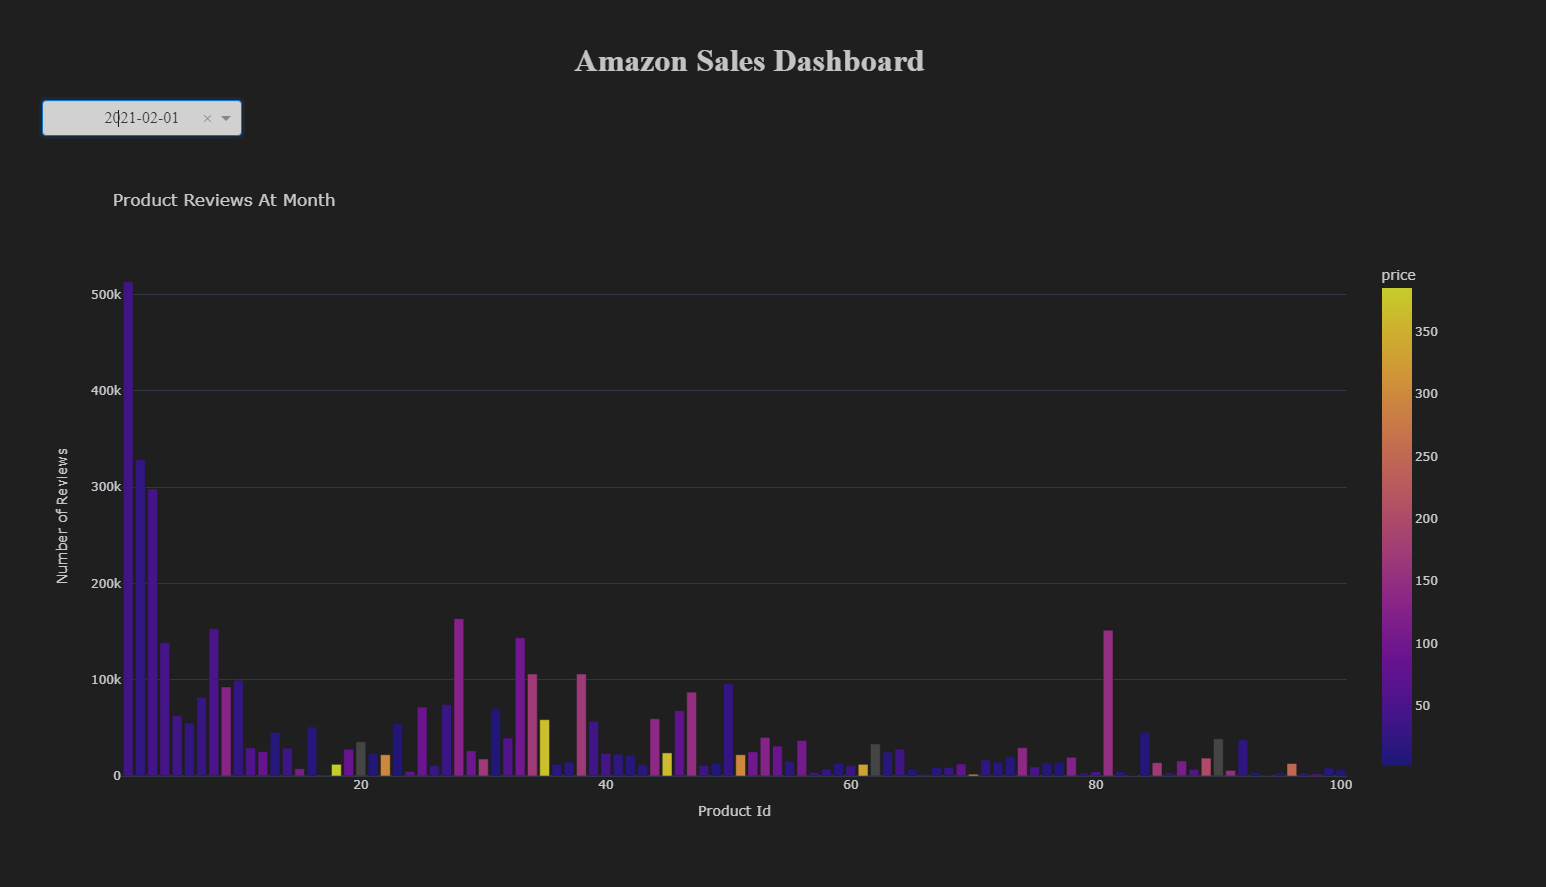 Amazon Sales Dashboard
2021-02-01
Product Reviews At Month
price
500k
400k
300k
200k
100k
0
Number of Reviews
20
40
60
80
100
Product Id
350
300
250
200
150
100
50